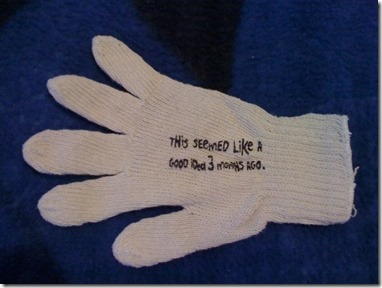 THiS SEEMED LiKE A
GOOD iDEA 3 MONTHS AGO.